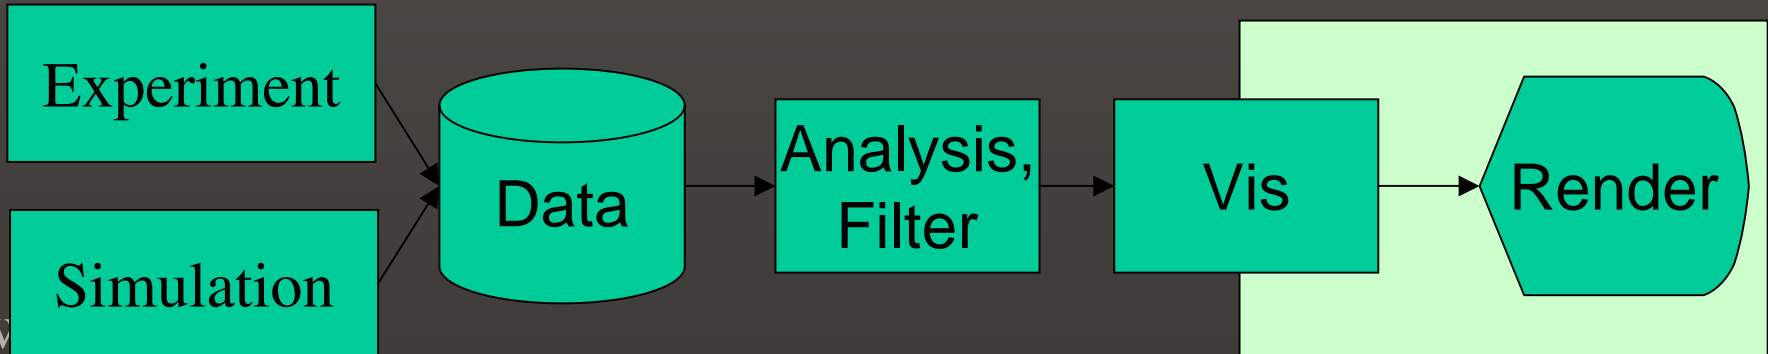 Experiment
Simulation
Data
Analysis,
Filter
Vis
Render